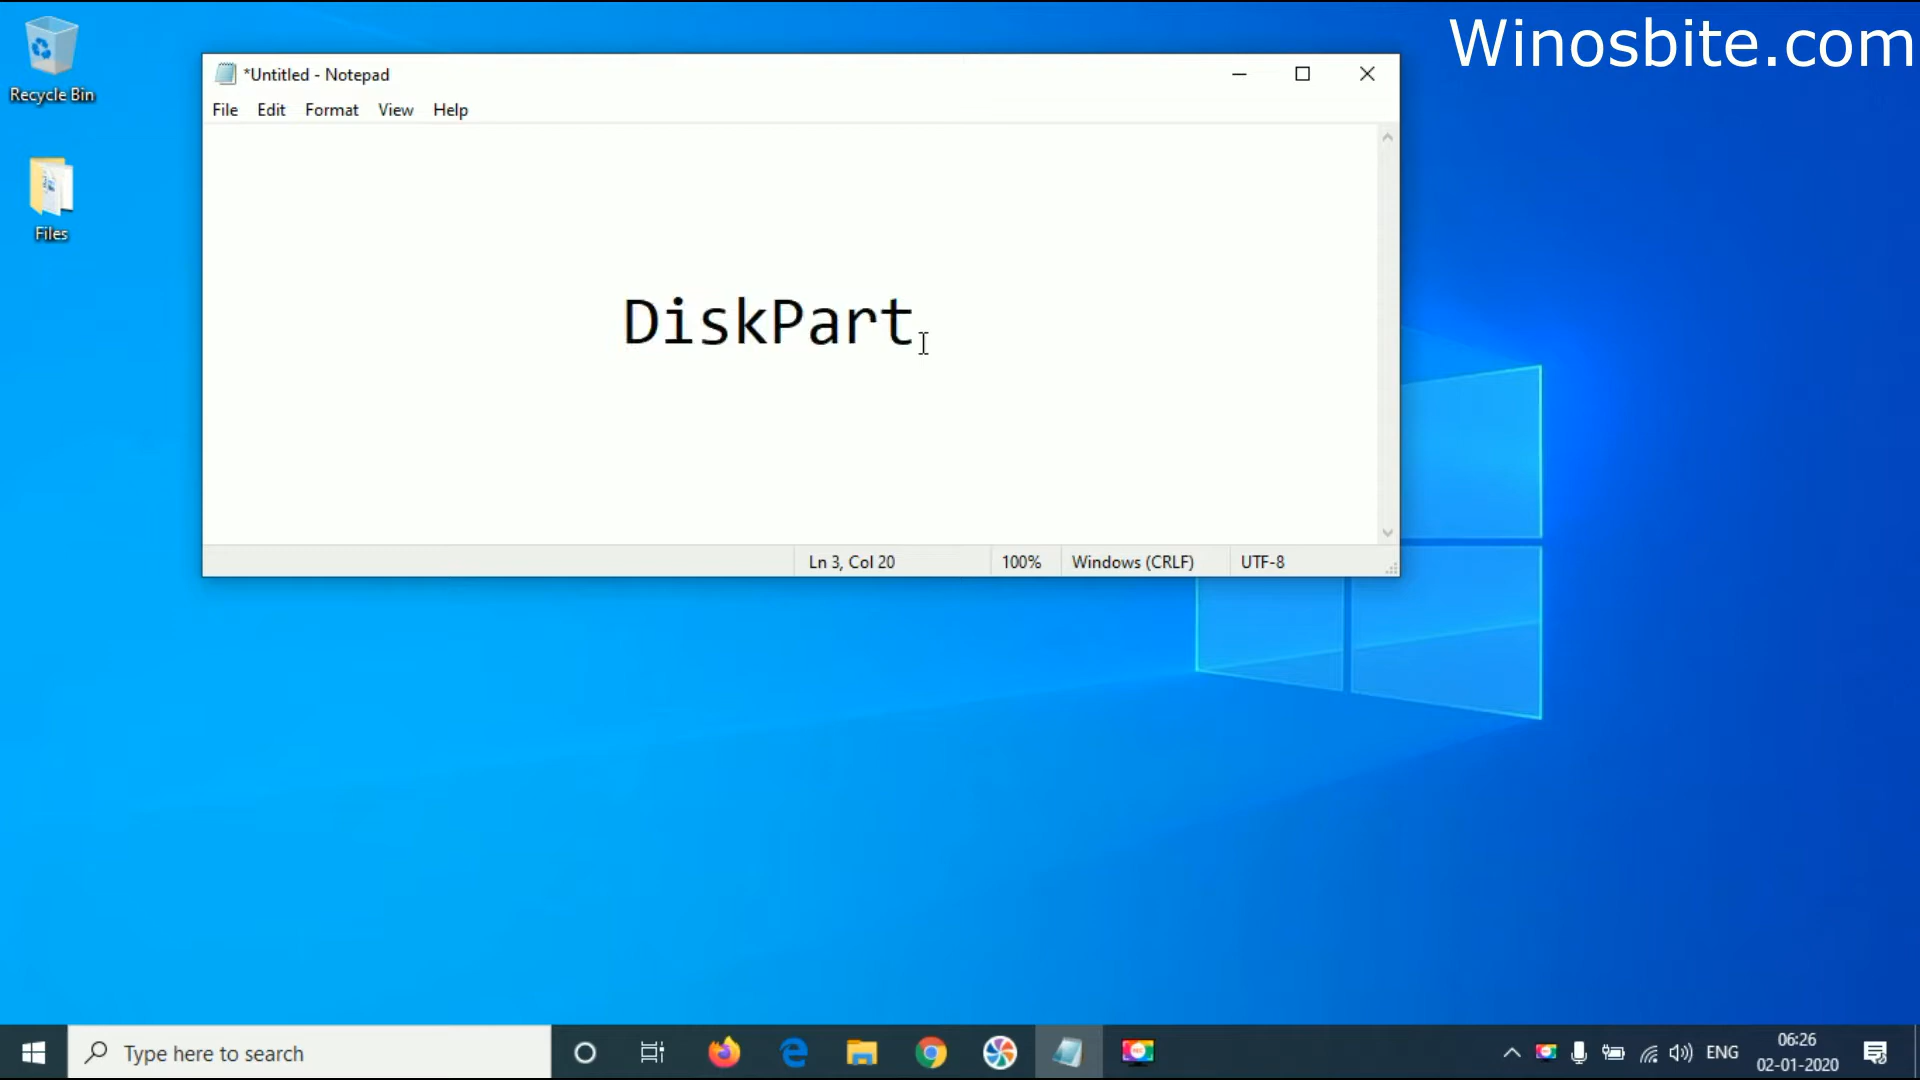 Winosbite.com
Recycle Bin
*Untitled - Notepad
File Edit Format View Help
Files
DiskPart
Ln 3, Col 20 100% Windows (CRLF) UTF-8
Type here to search
ENG
06:26
02-01-2020